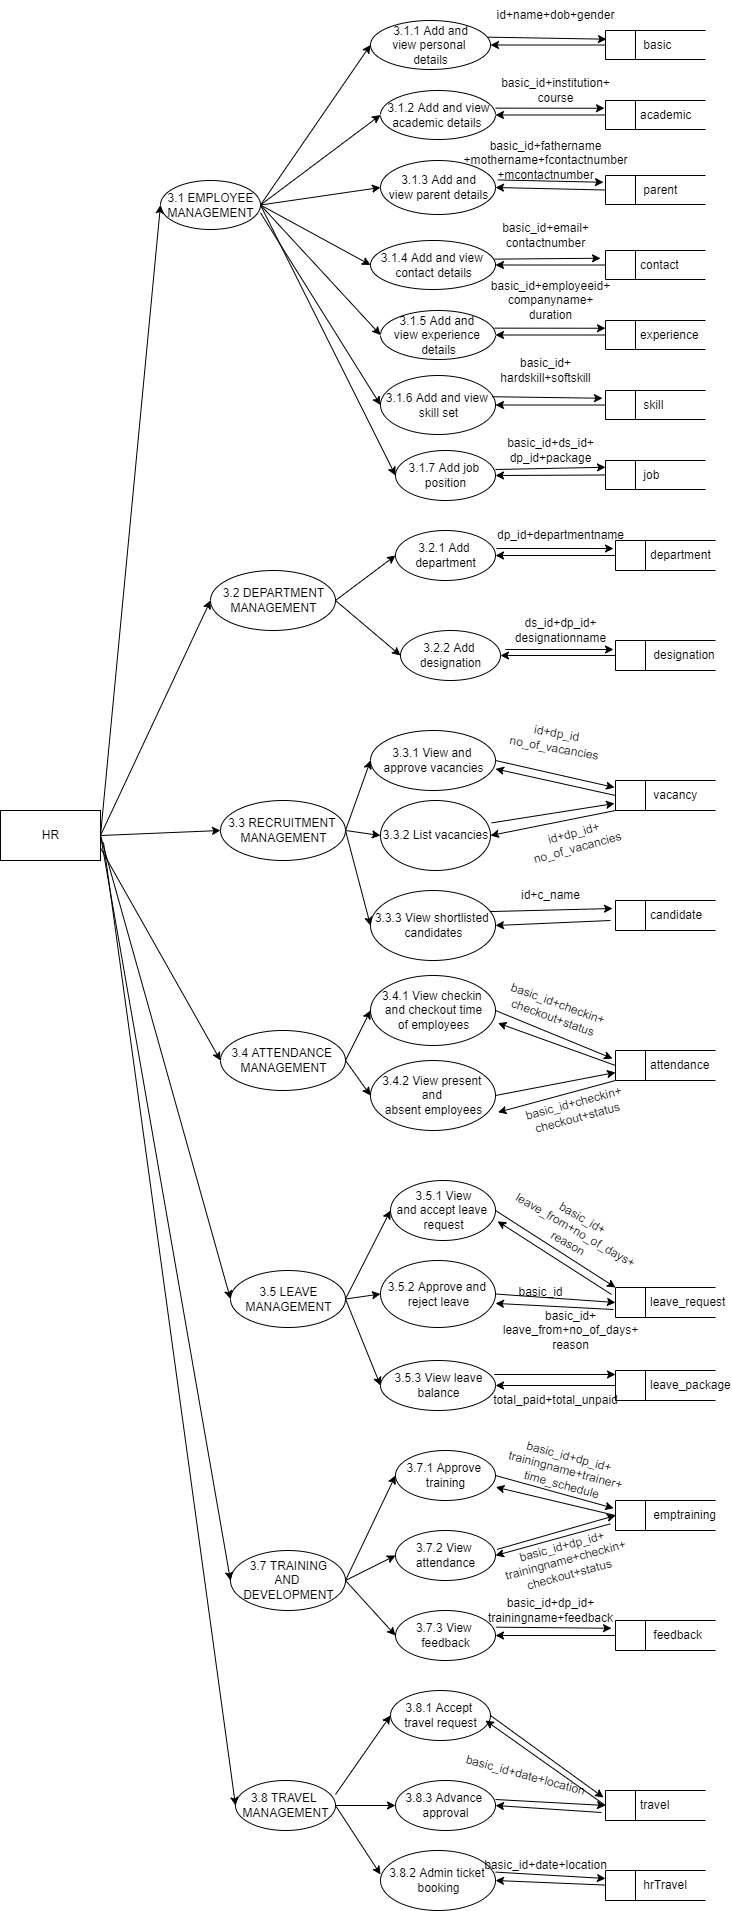 id+name+dob+gender
3.1.1 Add and
view personal
details
basic
basic_id+institution+
course
3.1.2 Add and view
academic details
academic
basic_id+fathername
+mothername+fcontactnumber
+mcontactnumber
3.1.3 Add and
view parent details
parent
3.1 EMPLOYEE
MANAGEMENT
basic_id+email+
contactnumber
3.1.4 Add and view
contact details
contact
basic_id+employeeid+
companyname+
duration
3.1.5 Add and
view experience
details
experience
basic_id+
hardskill+softskill
3.1.6 Add and view
skill set
skill
basic_id+ds_id+
dp_id+package
3.1.7 Add job
position
job
dp_id+departmentname
3.2.1 Add
department
department
3.2 DEPARTMENT
MANAGEMENT
ds_id+dp_id+
designationname
3.2.2 Add
designation
designation
id+dp_id
no_of_vacancies
3.3.1 View and
approve vacancies
vacancy
3.3 RECRUITMENT
MANAGEMENT
HR
3.3.2 List vacancies
id+dp_id+
no_of_vacancies
id+c_name
3.3.3 View shortlisted
candidates
candidate
3.4.1 View checkin
and checkout time
of employees
basic_id+checkin+
checkout+status
3.4 ATTENDANCE
MANAGEMENT
attendance
3.4.2 View present
and
absent employees
basic_id+checkin+
checkout+status
3.5.1 View
and accept leave
request
basic_id+
leave_from+no_of_days+
reason
3.5 LEAVE
MANAGEMENT
3.5.2 Approve and
reject leave
basic_id
leave_request
basic_id+
leave_from+no_of_days+
reason
3.5.3 View leave
balance
leave_package
total_paid+total_unpaid
3.7.1 Approve
training
basic_id+dp_id+
trainingname+trainer+
time_schedule
emptraining
3.7.2 View
attendance
basic_id+dp_id+
trainingname+checkin+
checkout+status
3.7 TRAINING
AND
DEVELOPMENT
basic_id+dp_id+
trainingname+feedback
3.7.3 View
feedback
feedback
3.8.1 Accept
travel request
basic_id+date+location
3.8 TRAVEL
MANAGEMENT
3.8.3 Advance
approval
travel
basic_id+date+location
3.8.2 Admin ticket
booking
hrTravel